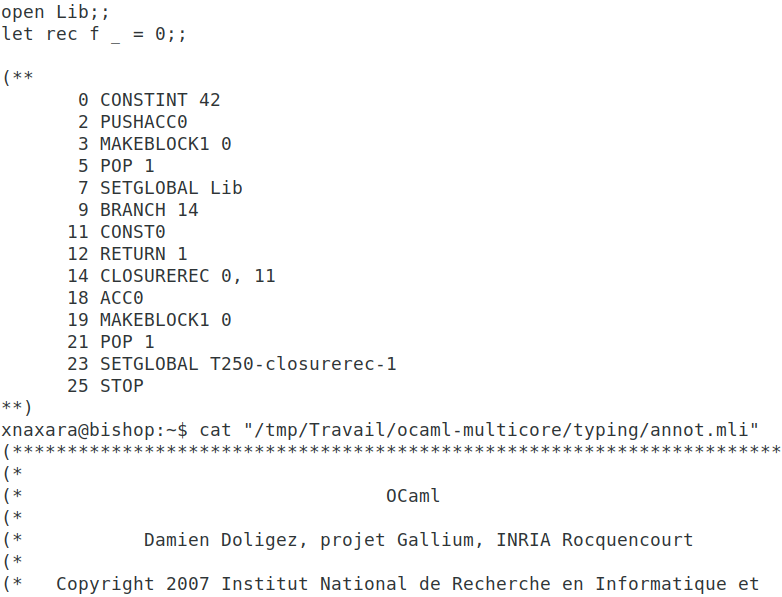 open Lib;;
let rec f _ = 0;;

(**
       0 CONSTINT 42
       2 PUSHACC0
       3 MAKEBLOCK1 0
       5 POP 1
       7 SETGLOBAL Lib
       9 BRANCH 14
      11 CONST0
      12 RETURN 1
      14 CLOSUREREC 0, 11
      18 ACC0
      19 MAKEBLOCK1 0
      21 POP 1
      23 SETGLOBAL T250-closurerec-1
      25 STOP
**)
xnaxara@bishop:~$ cat "/tmp/Travail/ocaml-multicore/typing/annot.mli"
(**********************************************************************
(*
(*                                 OCaml
(*
(*           Damien Doligez, projet Gallium, INRIA Rocquencourt
(*
(*   Copyright 2007 Institut National de Recherche en Informatique et